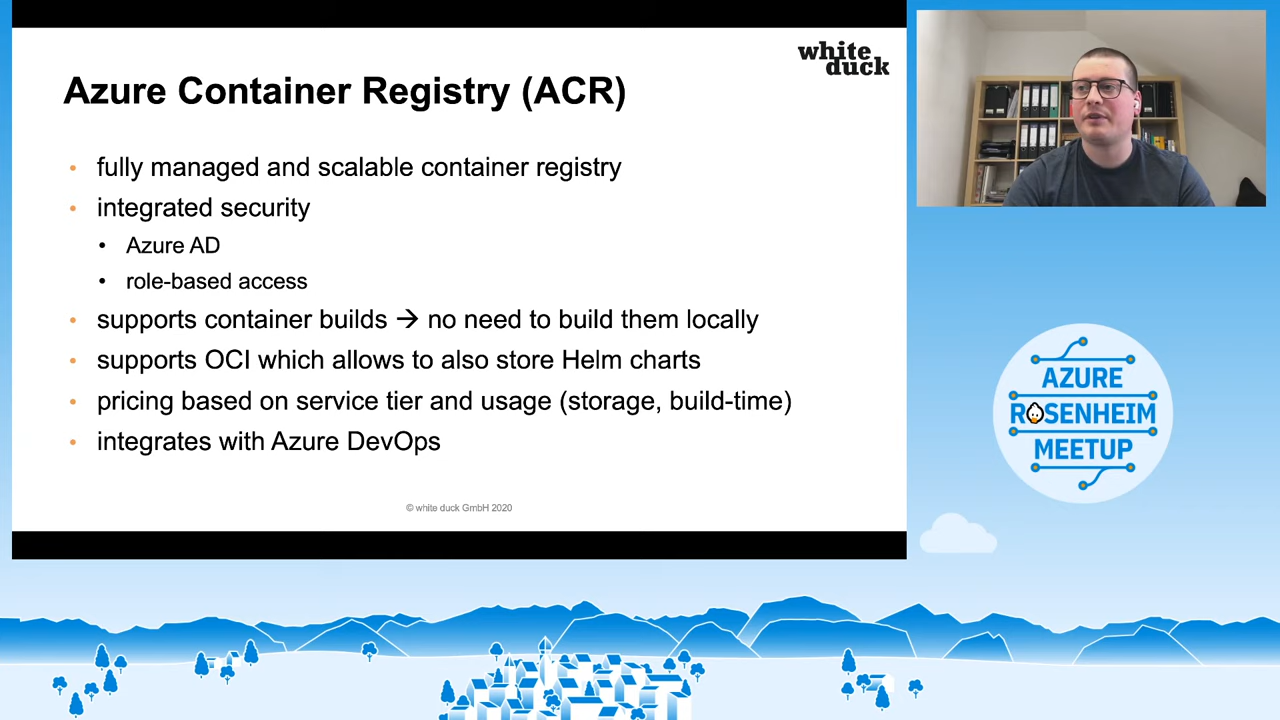 white
duck
Azure Container Registry (ACR)
• fully managed and scalable container registry
• integrated security
• Azure AD
• role-based access
• supports container builds → no need to build them locally
• supports OCI which allows to also store Helm charts
• pricing based on service tier and usage (storage, build-time)
• integrates with Azure DevOps
© white duck GmbH 2020
AZURE
ROSENHEIM
MEETUP